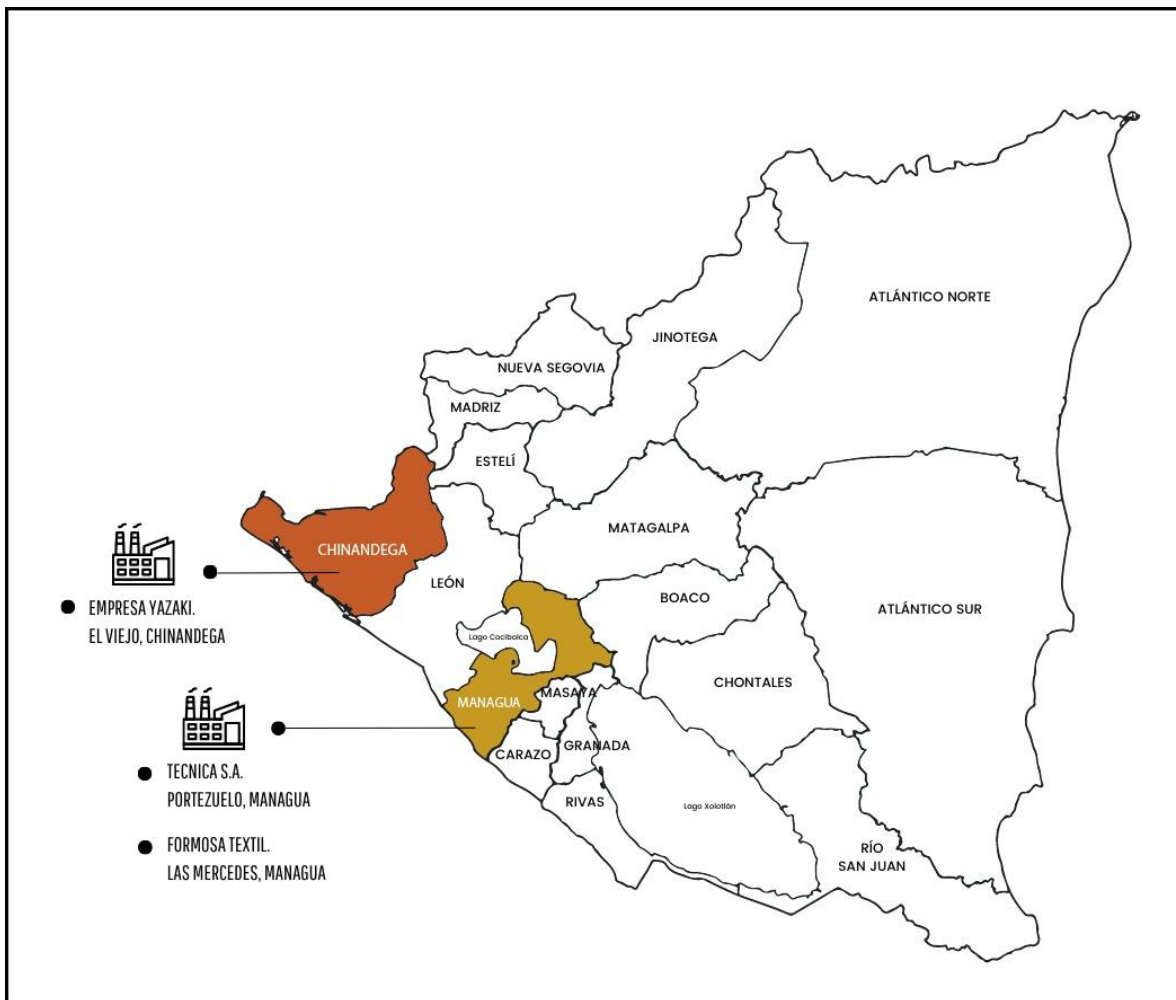 ATLÁNTICO NORTE
JINOTEGA
NUEVA SEGOVIA
MADRIZ
ESTELÍ
MATAGALPA
CHINANDEGA
LEÓN
BOACO
ATLÁNTICO SUR
Lago Cocibolca
CHONTALES
MASAYA
MANAGUA
GRANADA
CARAZO
RIVAS
Lago Xolotlán
RÍO
SAN JUAN
EMPRESA YAZAKI.
EL VIEJO, CHINANDEGA
TECNICA S.A.
PORTEZUELO, MANAGUA
FORMOSA TEXTIL.
LAS MERCEDES, MANAGUA